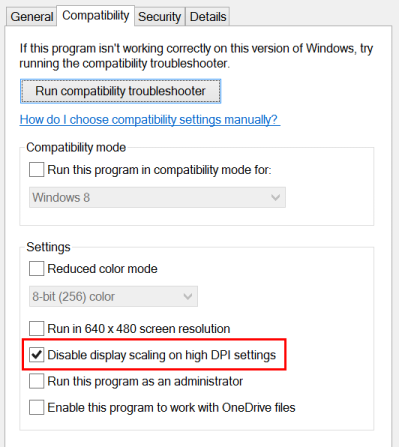 General Compatibility Security Details
If this program isn't working correctly on this version of Windows, try
running the compatibility troubleshooter.
Run compatibility troubleshooter
How do I choose compatibility settings manually?
Compatibility mode
Run this program in compatibility mode for:
Windows 8
Settings
Reduced color mode
8-bit (256) color
Run in 640 x 480 screen resolution
Disable display scaling on high DPI settings
Run this program as an administrator
Enable this program to work with OneDrive files